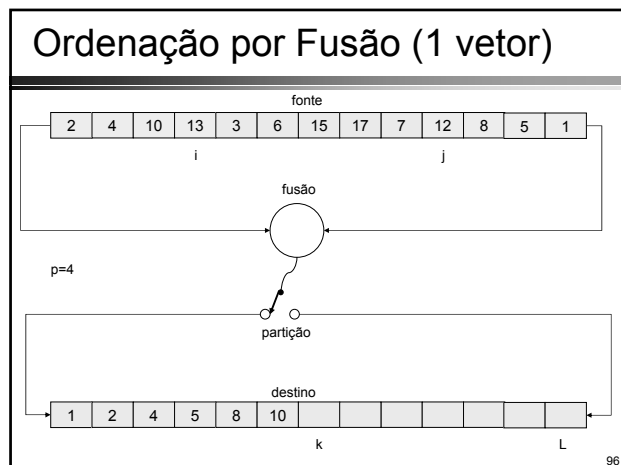 Ordenação por Fusão (1 vetor)
fonte
2 4 10 13 3 6 15 17 7 12 8 5 1
i j
fusão
p=4
partição
destino
1 2 4 5 8 10
k L
96